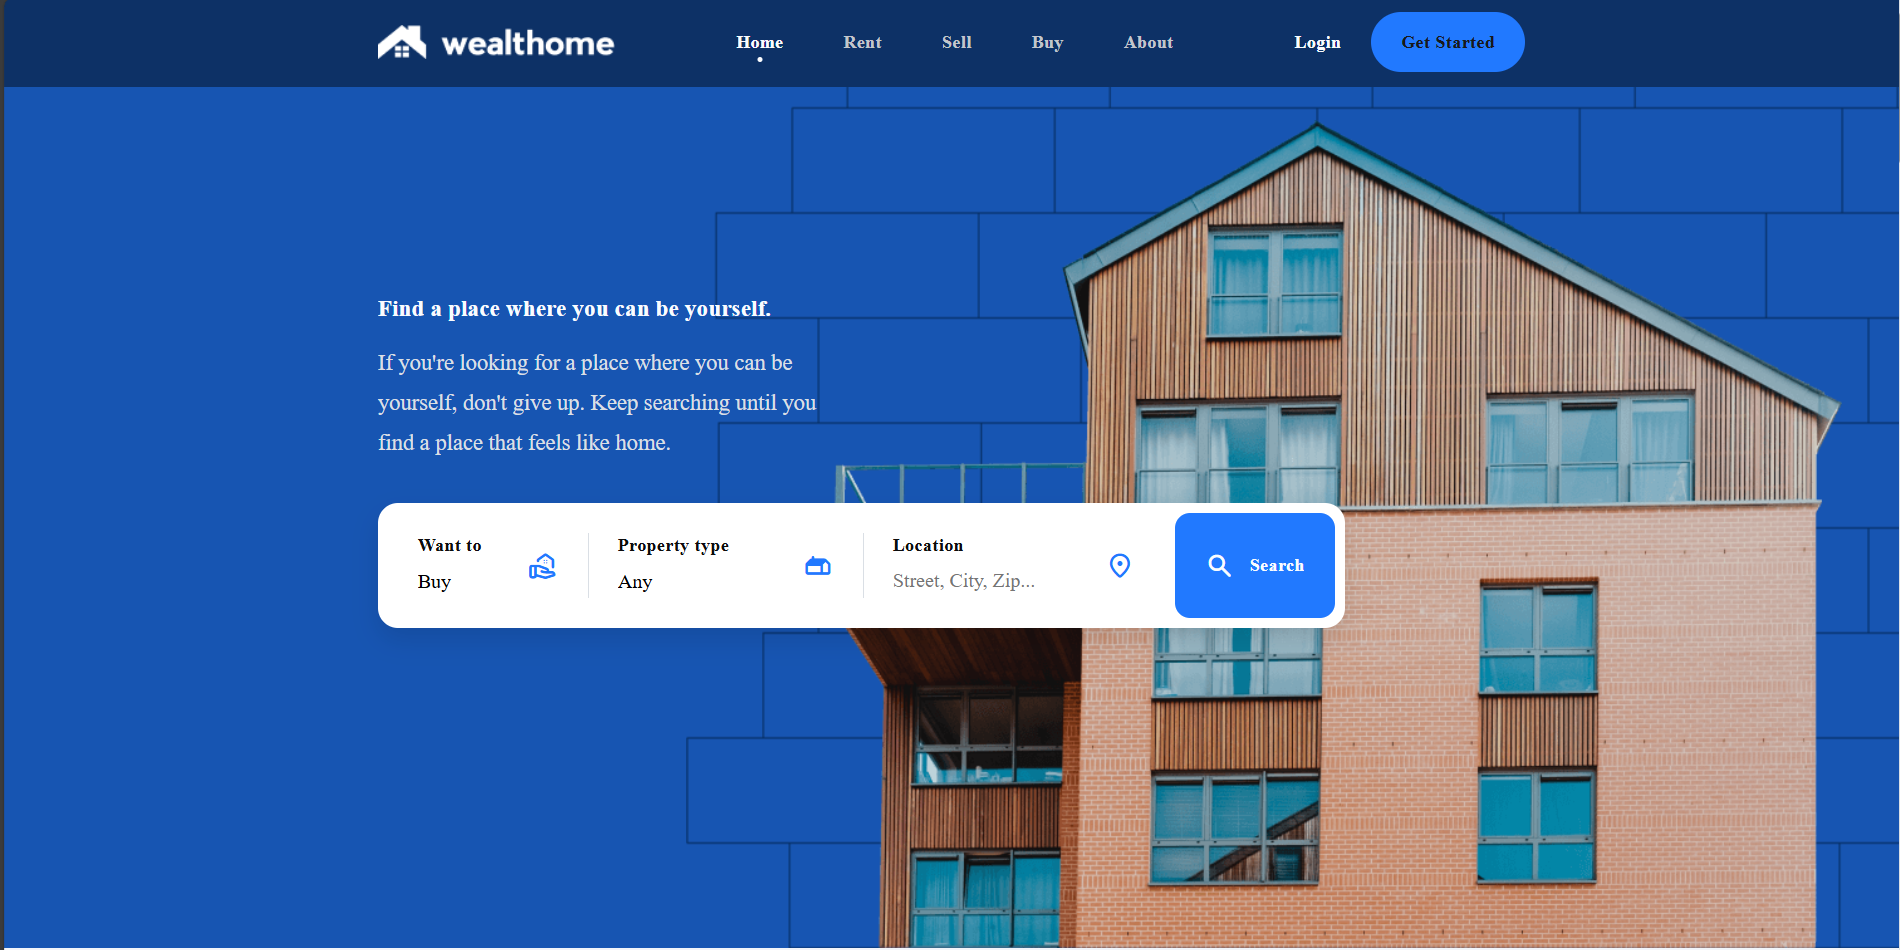 wealthome
Home Rent Sell Buy About Login Get Started
Find a place where you can be yourself.
If you're looking for a place where you can be
yourself, don't give up. Keep searching until you
find a place that feels like home.
Want to
Buy
Property type
Any
Location
Street, City, Zip...
Search